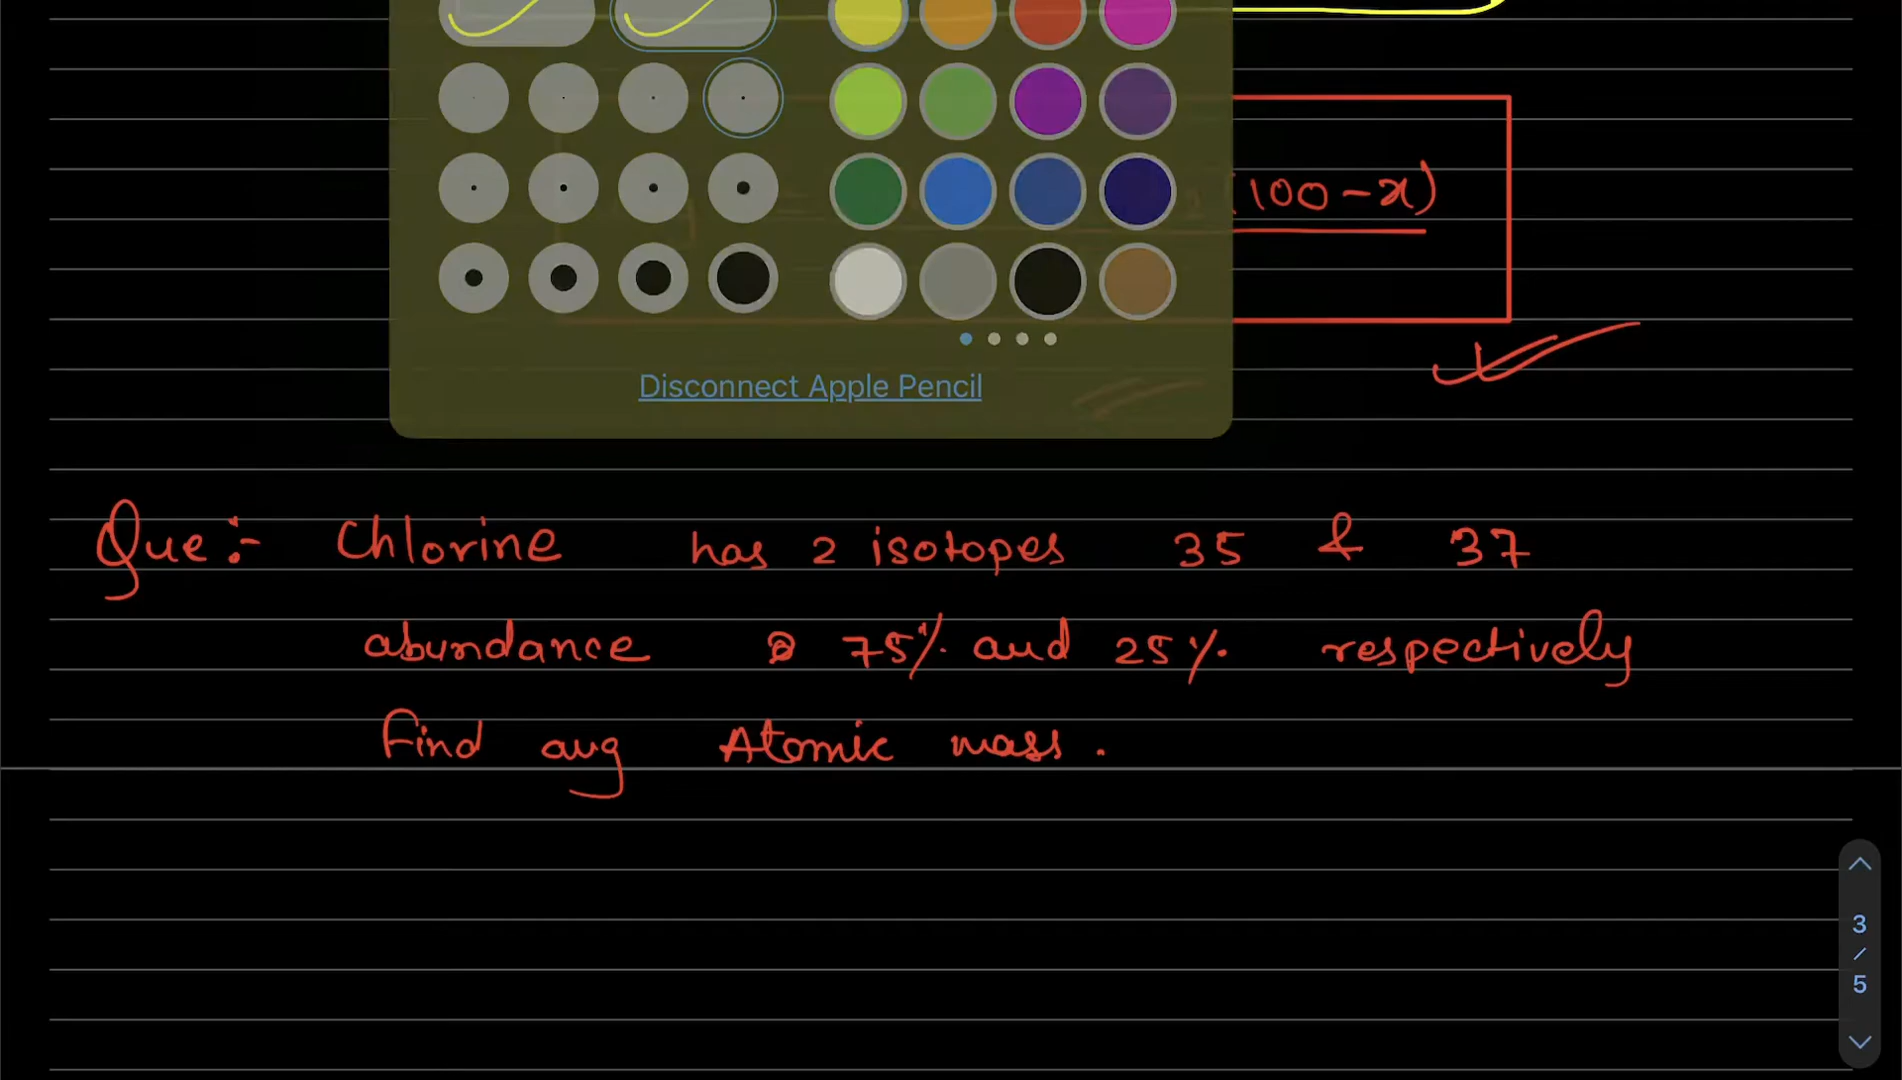 (100-x)
Disconnect Apple Pencil
Que:- Chlorine has 2 isotopes 35 & 37
abundance 75% and 25% respectively
find avg Atomic mass.
3
/
5